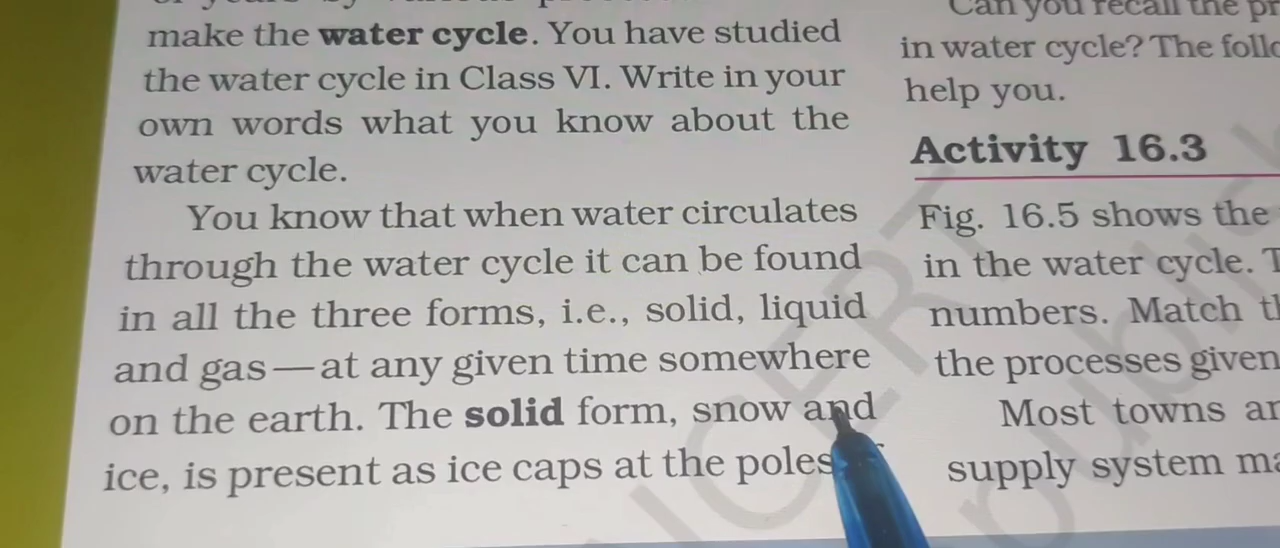 make the water cycle. You have studied
the water cycle in Class VI. Write in your
own words what you know about the
water cycle.
You know that when water circulates
through the water cycle it can be found
in all the three forms, i.e., solid, liquid
and gas—at any given time somewhere
on the earth. The solid form, snow and
ice, is present as ice caps at the poles
Can you recall the
in water cycle? The
help you.
Activity 16.3
Fig. 16.5 shows the
in the water cycle.
numbers. Match
the processes given
Most towns
supply system
NCERT